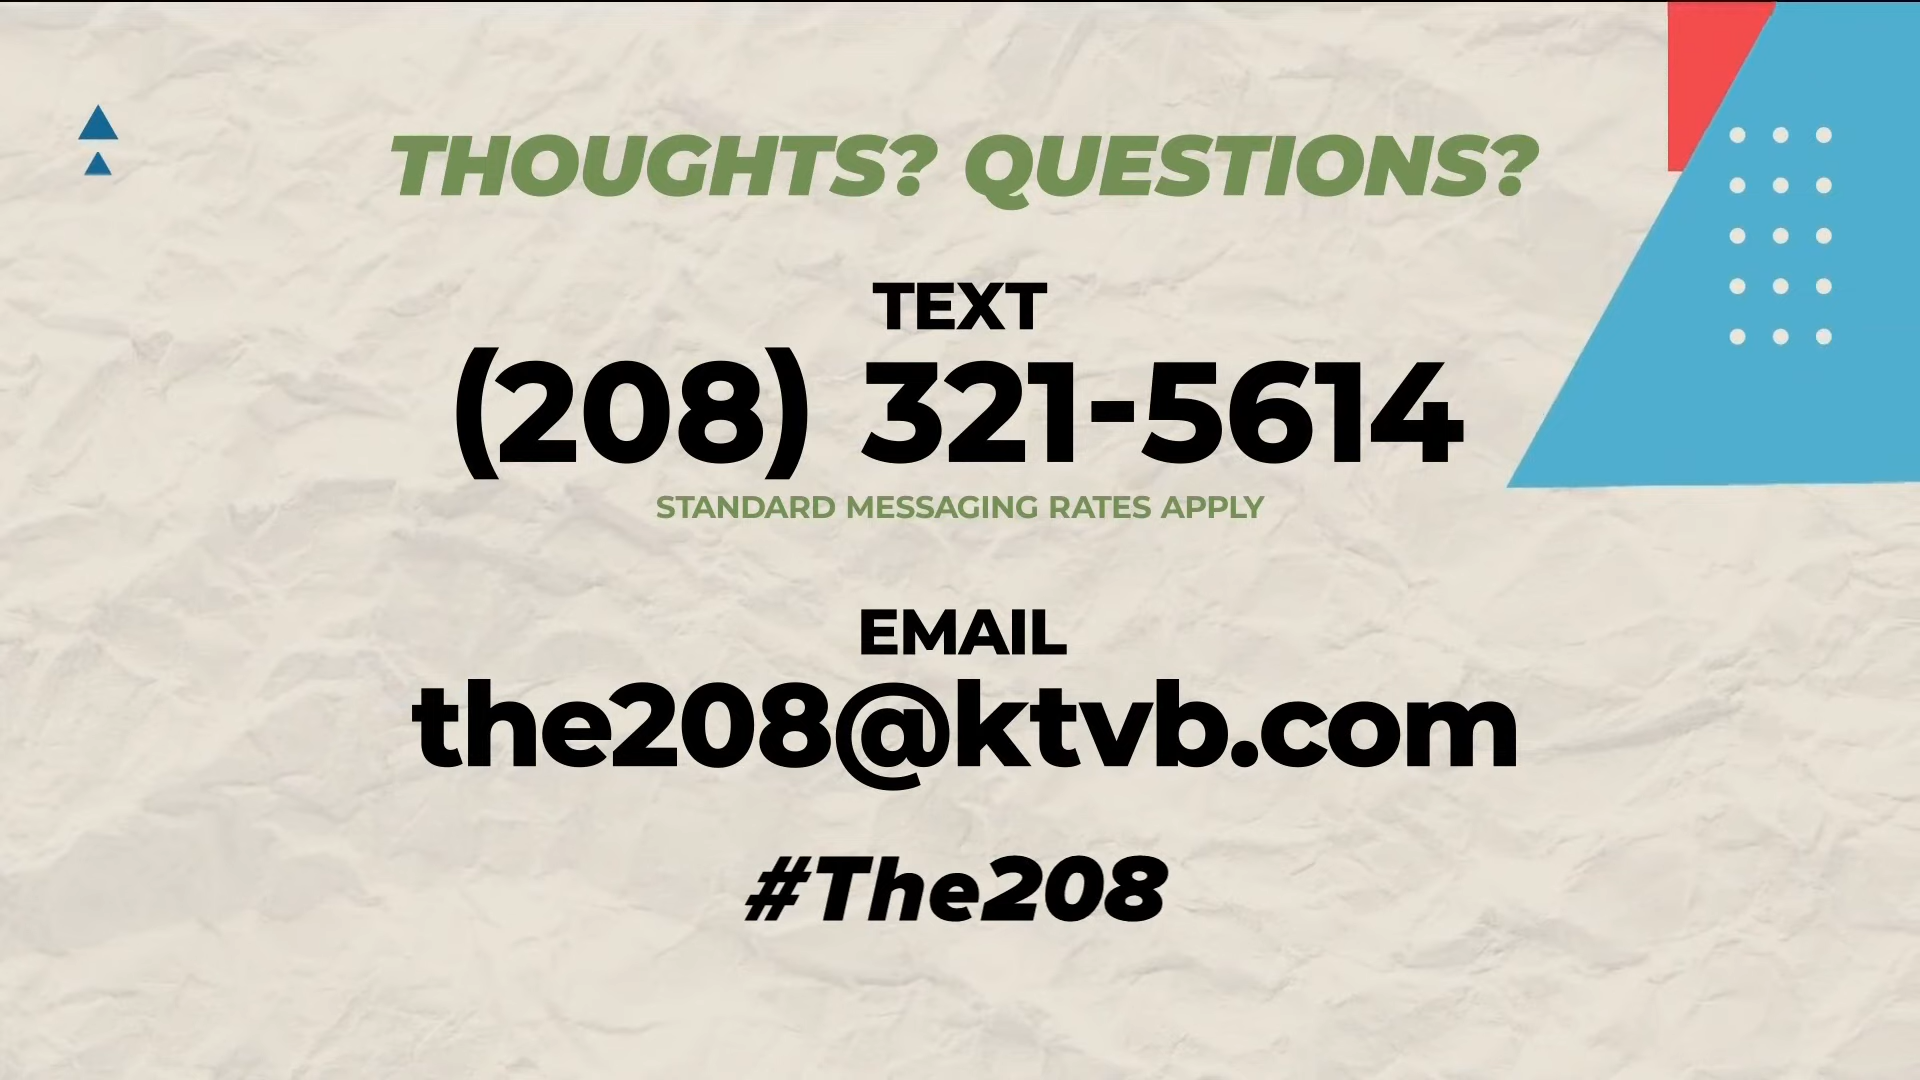 THOUGHTS? QUESTIONS?
TEXT
(208) 321-5614
STANDARD MESSAGING RATES APPLY
EMAIL
the208@ktvb.com
#The208